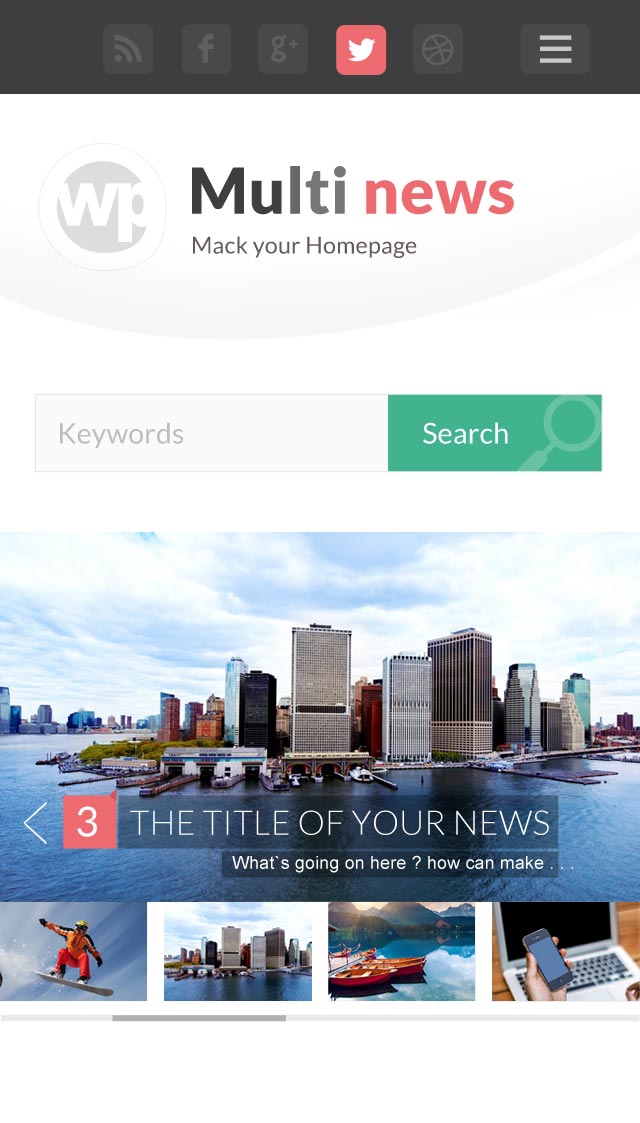 wp
Multi news
Mack your Homepage
Keywords
Search
3
THE TITLE OF YOUR NEWS
What`s going on here ? how can make . . .